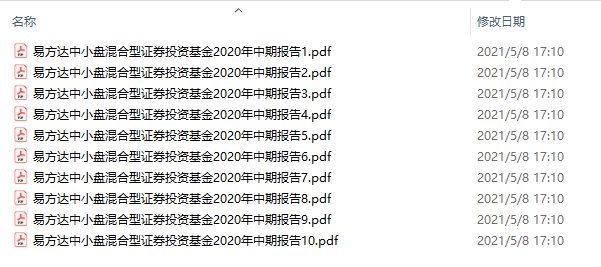 名称 修改日期
易方达中小盘混合型证券投资基金2020年中期报告1.pdf 2021/5/8 17:10
易方达中小盘混合型证券投资基金2020年中期报告2.pdf 2021/5/8 17:10
易方达中小盘混合型证券投资基金2020年中期报告3.pdf 2021/5/8 17:10
易方达中小盘混合型证券投资基金2020年中期报告4.pdf 2021/5/8 17:10
易方达中小盘混合型证券投资基金2020年中期报告5.pdf 2021/5/8 17:10
易方达中小盘混合型证券投资基金2020年中期报告6.pdf 2021/5/8 17:10
易方达中小盘混合型证券投资基金2020年中期报告7.pdf 2021/5/8 17:10
易方达中小盘混合型证券投资基金2020年中期报告8.pdf 2021/5/8 17:10
易方达中小盘混合型证券投资基金2020年中期报告9.pdf 2021/5/8 17:10
易方达中小盘混合型证券投资基金2020年中期报告10.pdf 2021/5/8 17:10